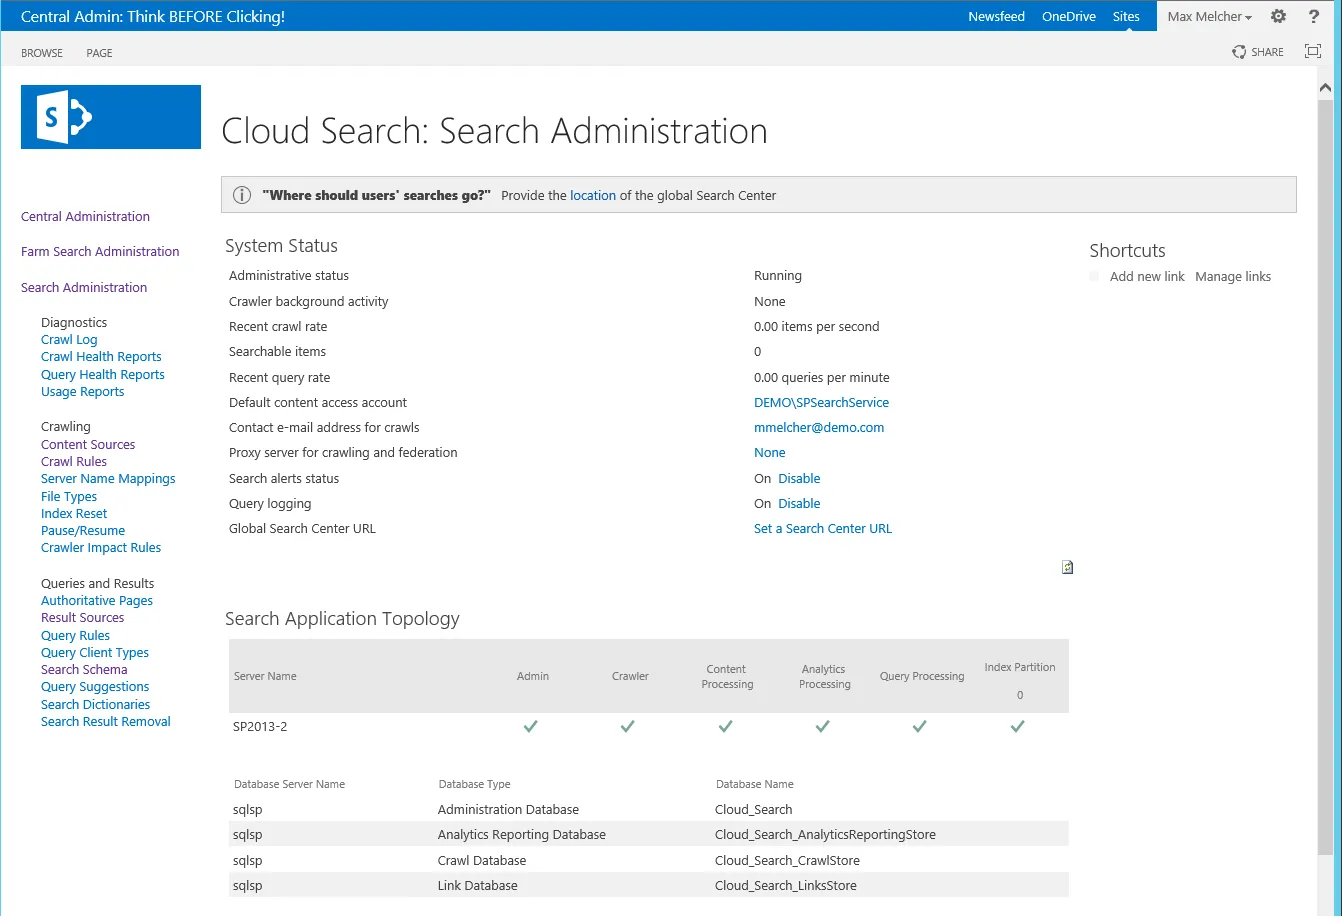 Central Admin: Think BEFORE Clicking!
Newsfeed OneDrive Sites Max Melcher ?
BROWSE PAGE
SHARE
S
Cloud Search: Search Administration
"Where should users' searches go?" Provide the location of the global Search Center
Central Administration
Farm Search Administration
Search Administration
Diagnostics
Crawl Log
Crawl Health Reports
Query Health Reports
Usage Reports
Crawling
Content Sources
Crawl Rules
Server Name Mappings
File Types
Index Reset
Pause/Resume
Crawler Impact Rules
Queries and Results
Authoritative Pages
Result Sources
Query Rules
Query Client Types
Search Schema
Query Suggestions
Search Dictionaries
Search Result Removal
System Status
Administrative status Running
Crawler background activity None
Recent crawl rate 0.00 items per second
Searchable items 0
Recent query rate 0.00 queries per minute
Default content access account DEMO\SPSearchService
Contact e-mail address for crawls mmelcher@demo.com
Proxy server for crawling and federation None
Search alerts status On Disable
Query logging On Disable
Global Search Center URL Set a Search Center URL
Shortcuts
Add new link Manage links
Search Application Topology
Server Name Admin Crawler Content Processing Analytics Processing Query Processing Index Partition 0
SP2013-2
Database Server Name Database Type Database Name
sqlsp Administration Database Cloud_Search
sqlsp Analytics Reporting Database Cloud_Search_AnalyticsReportingStore
sqlsp Crawl Database Cloud_Search_CrawlStore
sqlsp Link Database Cloud_Search_LinksStore